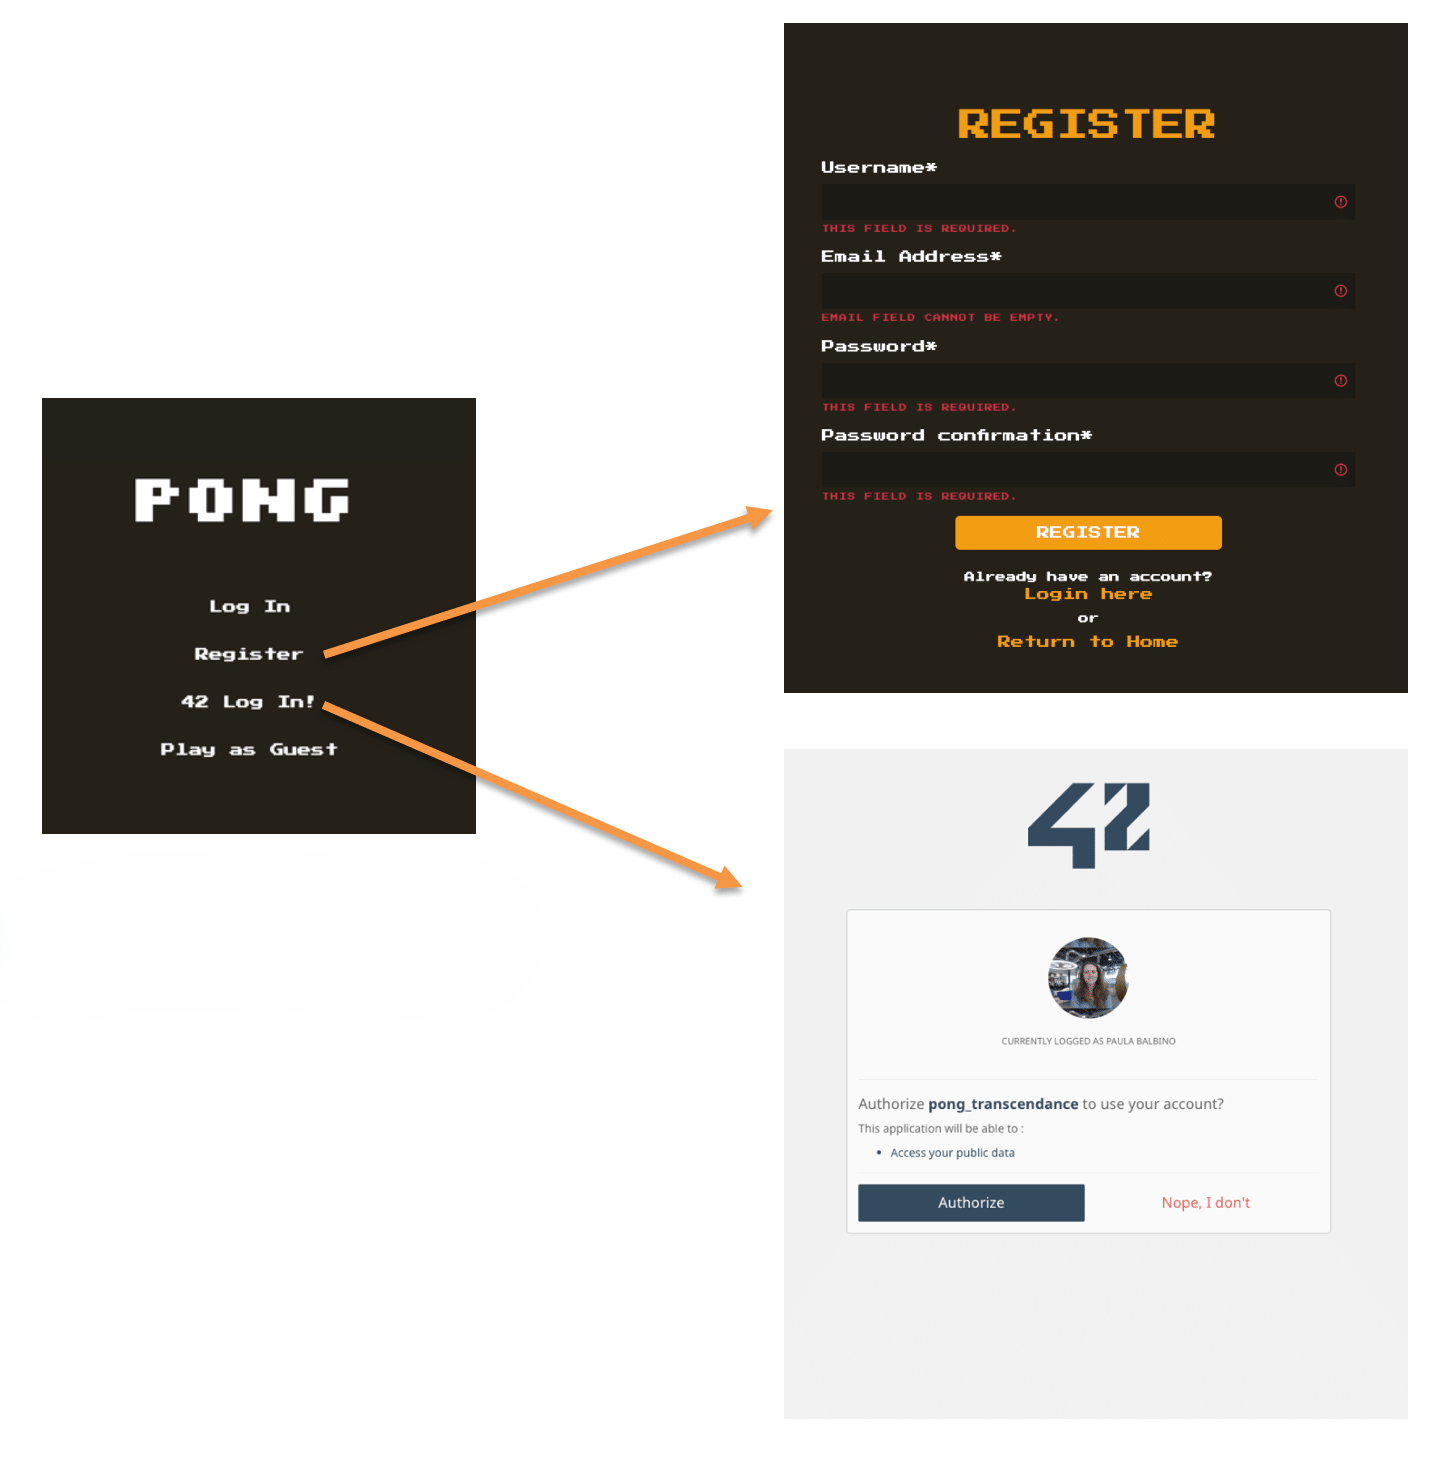 PONG
Log In
Register
42 Log In!
Play as Guest
REGISTER
Username*
THIS FIELD IS REQUIRED.
Email Address*
EMAIL FIELD CANNOT BE EMPTY.
Password*
THIS FIELD IS REQUIRED.
Password confirmation*
THIS FIELD IS REQUIRED.
REGISTER
Already have an account?
Login here
or
Return to Home
42
CURRENTLY LOGGED AS PAULA BALBINO
Authorize pong_transcendance to use your account?
This application will be able to :
• Access your public data
Authorize
Nope, I don't